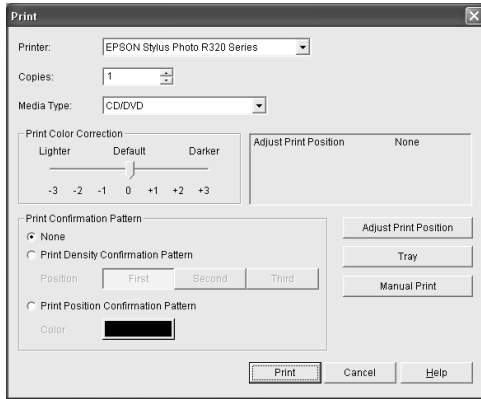 Print
Printer: EPSON Stylus Photo R320 Series
Copies: 1
Media Type: CD/DVD
Print Color Correction
Lighter Default Darker
-3 -2 -1 0 +1 +2 +3
Adjust Print Position None
Print Confirmation Pattern
None
Print Density Confirmation Pattern
Position First Second Third
Print Position Confirmation Pattern
Color
Adjust Print Position
Tray
Manual Print
Print Cancel Help